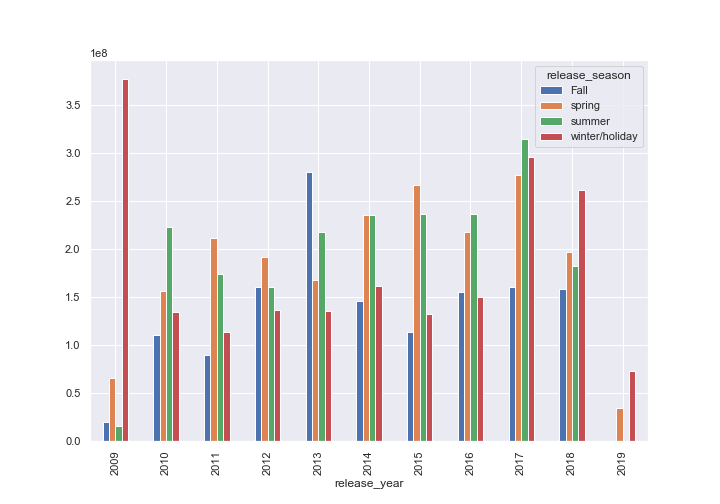 1e8
release_season
Fall
spring
summer
winter/holiday
3.5
3.0
2.5
2.0
1.5
1.0
0.5
0.0
2009 2010 2011 2012 2013 2014 2015 2016 2017 2018 2019
release_year